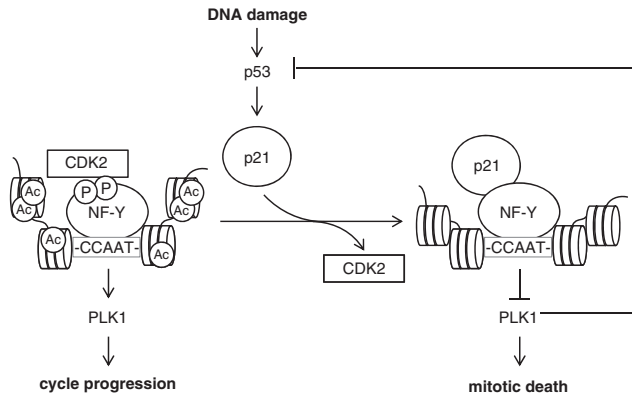 DNA damage
p53
p21
CDK2
P P
NF-Y
Ac
Ac
Ac
Ac
Ac
Ac
-CCAAT-
CDK2
p21
NF-Y
-CCAAT-
PLK1
cycle progression
PLK1
mitotic death